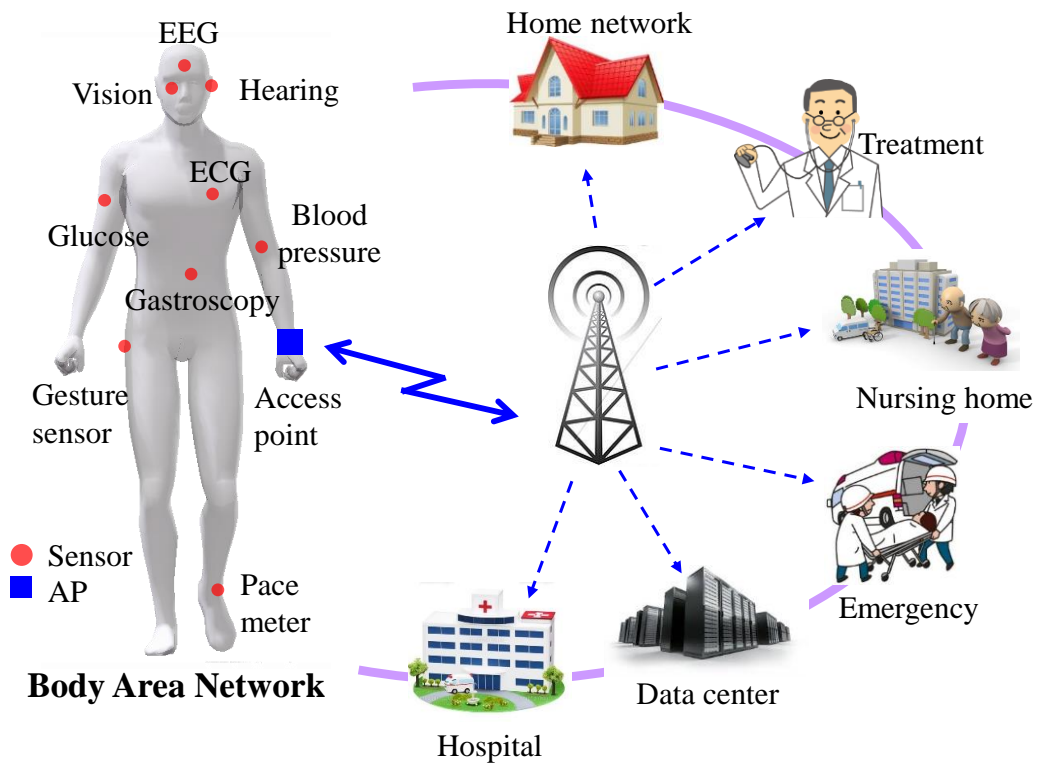 EEG
Vision
Hearing
ECG
Glucose
Blood
pressure
Gastroscopy
Gesture
sensor
Access
point
Sensor
AP
Pace
meter
Body Area Network
Home network
Treatment
Nursing home
Emergency
Data center
Hospital